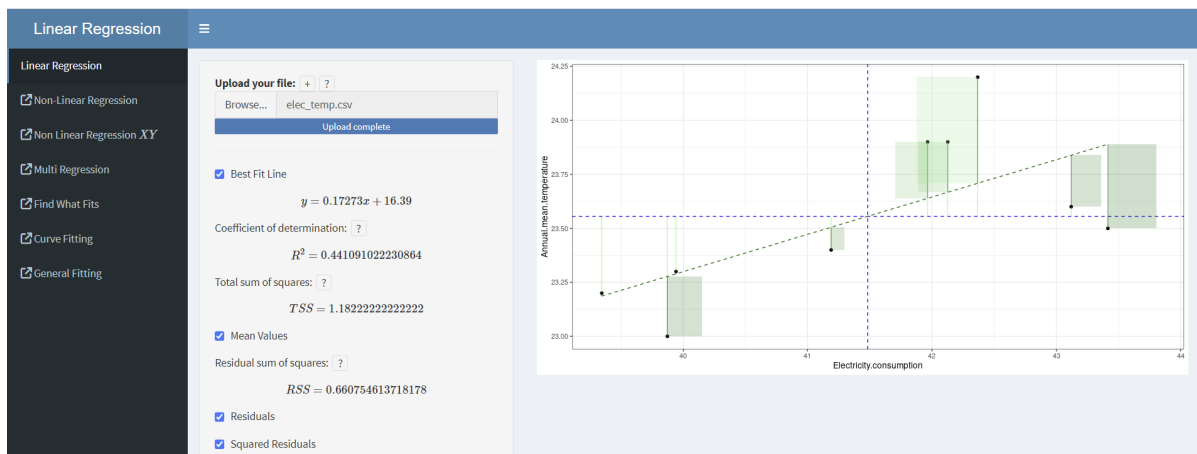 Linear Regression
Linear Regression
Non-Linear Regression
Non Linear Regression XY
Multi Regression
Find What Fits
Curve Fitting
General Fitting
Upload your file: + ?
Browse... elec_temp.csv
Upload complete
Best Fit Line
y = 0.17273x + 16.39
Coefficient of determination: ?
R² = 0.441091022230864
Total sum of squares: ?
TSS = 1.18222222222222
Mean Values
Residual sum of squares: ?
RSS = 0.660754613718178
Residuals
Squared Residuals
Annual.mean.temperature
24.25
24.00
23.75
23.50
23.25
23.00
40 41 42 43 44
Electricity.consumption